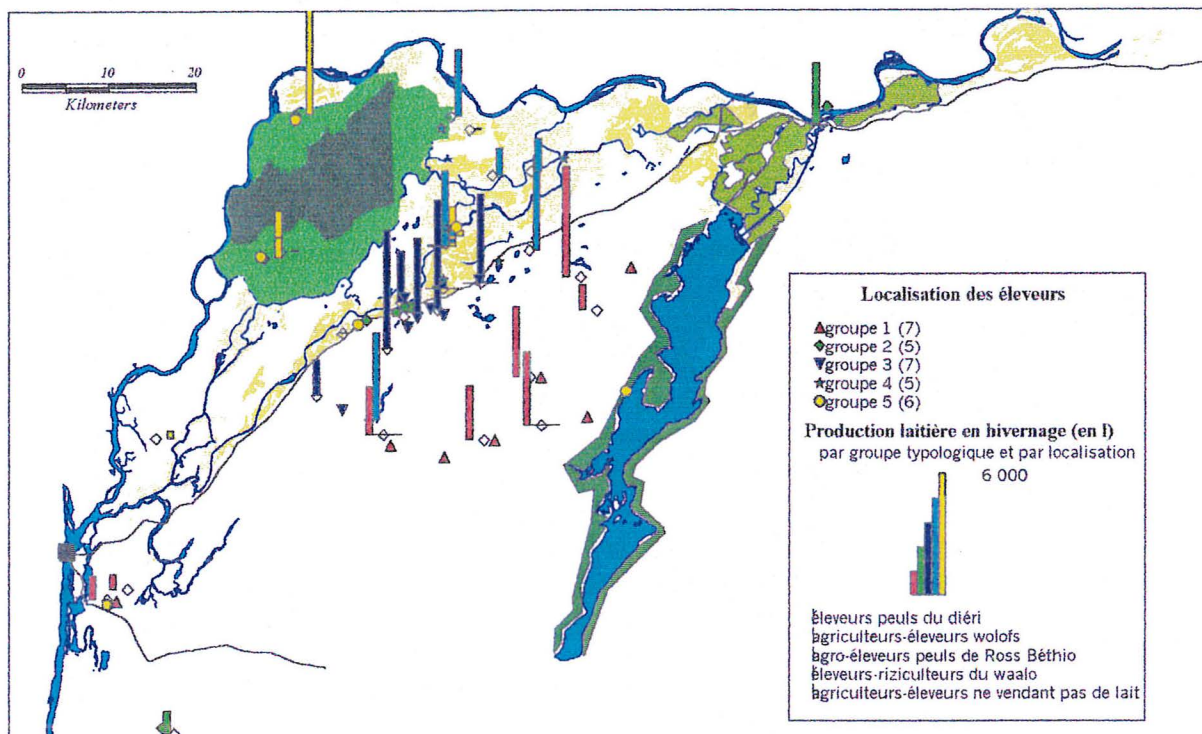 0 10 20
Kilometers
Localisation des éleveurs
groupe 1 (7)
groupe 2 (5)
groupe 3 (7)
groupe 4 (5)
groupe 5 (6)
Production laitière en hivernage (en l)
par groupe typologique et par localisation
6 000
éleveurs peuls du diéri
agriculteurs-éleveurs wolofs
agro-éleveurs peuls de Ross Béthio
éleveurs-riziculteurs du waalo
agriculteurs-éleveurs ne vendant pas de lait